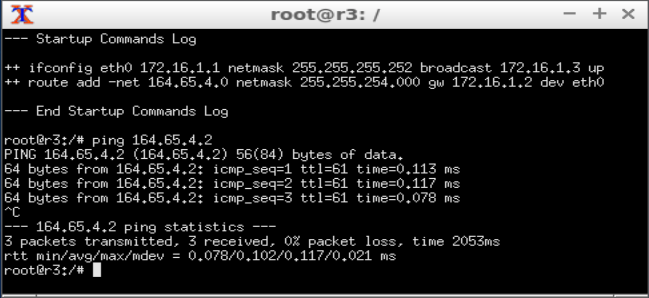 root@r3: /
--- Startup Commands Log
++ ifconfig eth0 172.16.1.1 netmask 255.255.255.252 broadcast 172.16.1.3 up
++ route add -net 164.65.4.0 netmask 255.255.254.000 gw 172.16.1.2 dev eth0
--- End Startup Commands Log
root@r3:/# ping 164.65.4.2
PING 164.65.4.2 (164.65.4.2) 56(84) bytes of data.
64 bytes from 164.65.4.2: icmp_seq=1 ttl=61 time=0.113 ms
64 bytes from 164.65.4.2: icmp_seq=2 ttl=61 time=0.117 ms
64 bytes from 164.65.4.2: icmp_seq=3 ttl=61 time=0.078 ms
^C
--- 164.65.4.2 ping statistics ---
3 packets transmitted, 3 received, 0% packet loss, time 2053ms
rtt min/avg/max/mdev = 0.078/0.102/0.117/0.021 ms
root@r3:/#